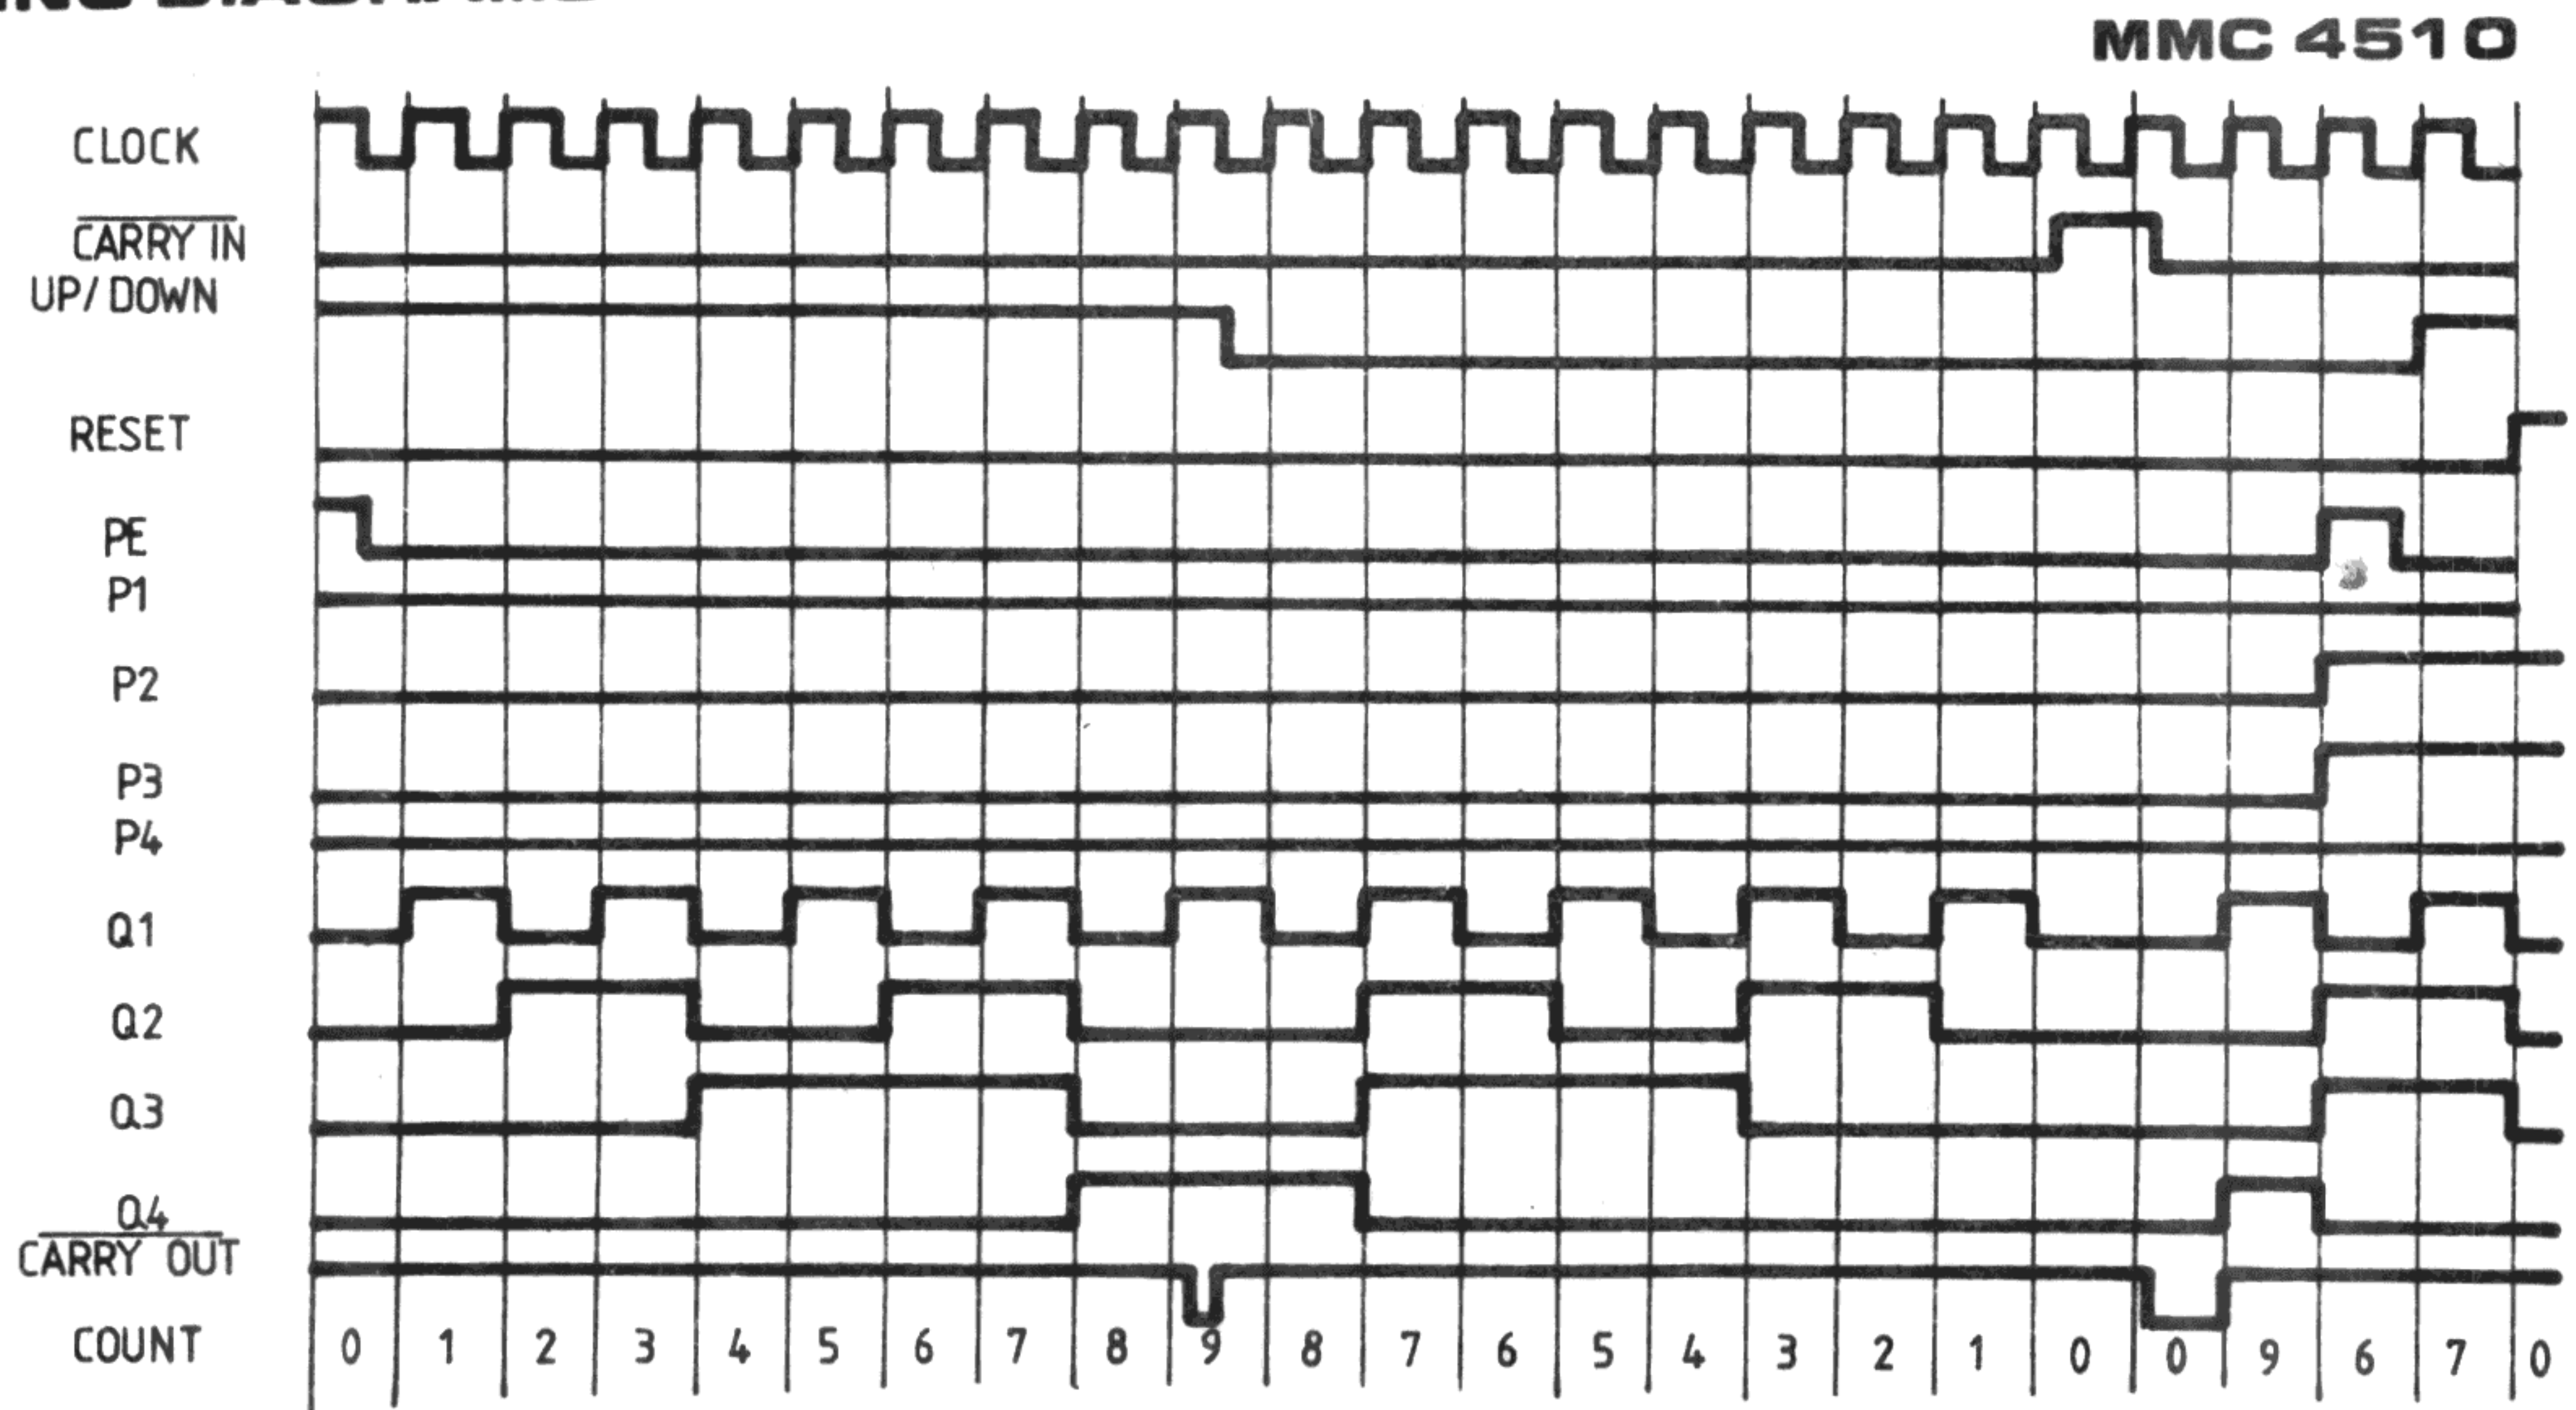 MMC 4510
CLOCK
CARRY IN
UP/DOWN
RESET
PE
P1
P2
P3
P4
Q1
Q2
Q3
Q4
CARRY OUT
COUNT 0 1 2 3 4 5 6 7 8 9 8 7 6 5 4 3 2 1 0 0 9 6 7 0